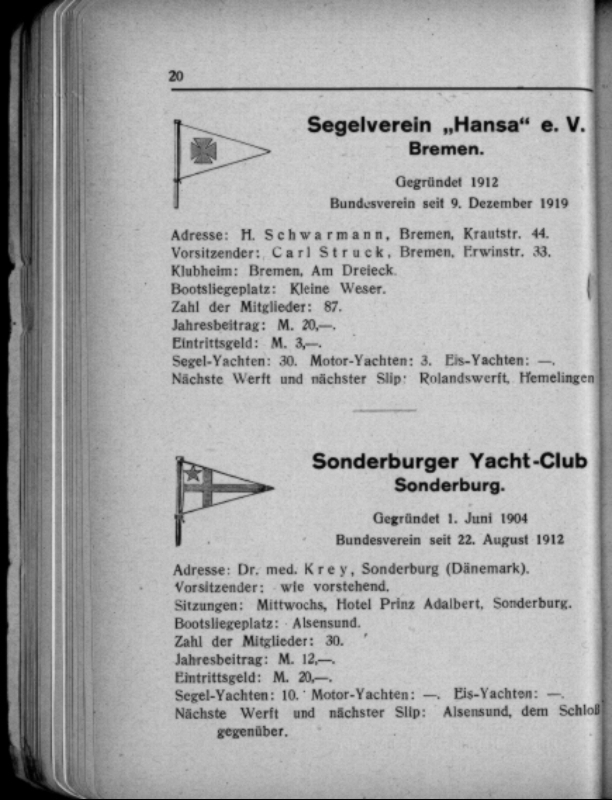 20
Segelverein „Hansa“ e. V.
Bremen.
Gegründet 1912
Bundesverein seit 9. Dezember 1919
Adresse: H. Schwarmann, Bremen, Krautstr. 44.
Vorsitzender: Carl Struck, Bremen, Erwinstr. 33.
Klubheim: Bremen, Am Dreieck.
Bootsliegeplatz: Kleine Weser.
Zahl der Mitglieder: 87.
Jahresbeitrag: M. 20,—.
Eintrittsgeld: M. 3,—.
Segel-Yachten: 30. Motor-Yachten: 3. Eis-Yachten: —.
Nächste Werft und nächster Slip: Rolandswerft, Hemelingen
Sonderburger Yacht-Club
Sonderburg.
Gegründet 1. Juni 1904
Bundesverein seit 22. August 1912
Adresse: Dr. med. Krey, Sonderburg (Dänemark).
Vorsitzender: wie vorstehend.
Sitzungen: Mittwochs, Hotel Prinz Adalbert, Sonderburg.
Bootsliegeplatz: Alsensund.
Zahl der Mitglieder: 30.
Jahresbeitrag: M. 12,—.
Eintrittsgeld: M. 20,—.
Segel-Yachten: 10. Motor-Yachten: —. Eis-Yachten: —.
Nächste Werft und nächster Slip: Alsensund, dem Schloß
gegenüber.